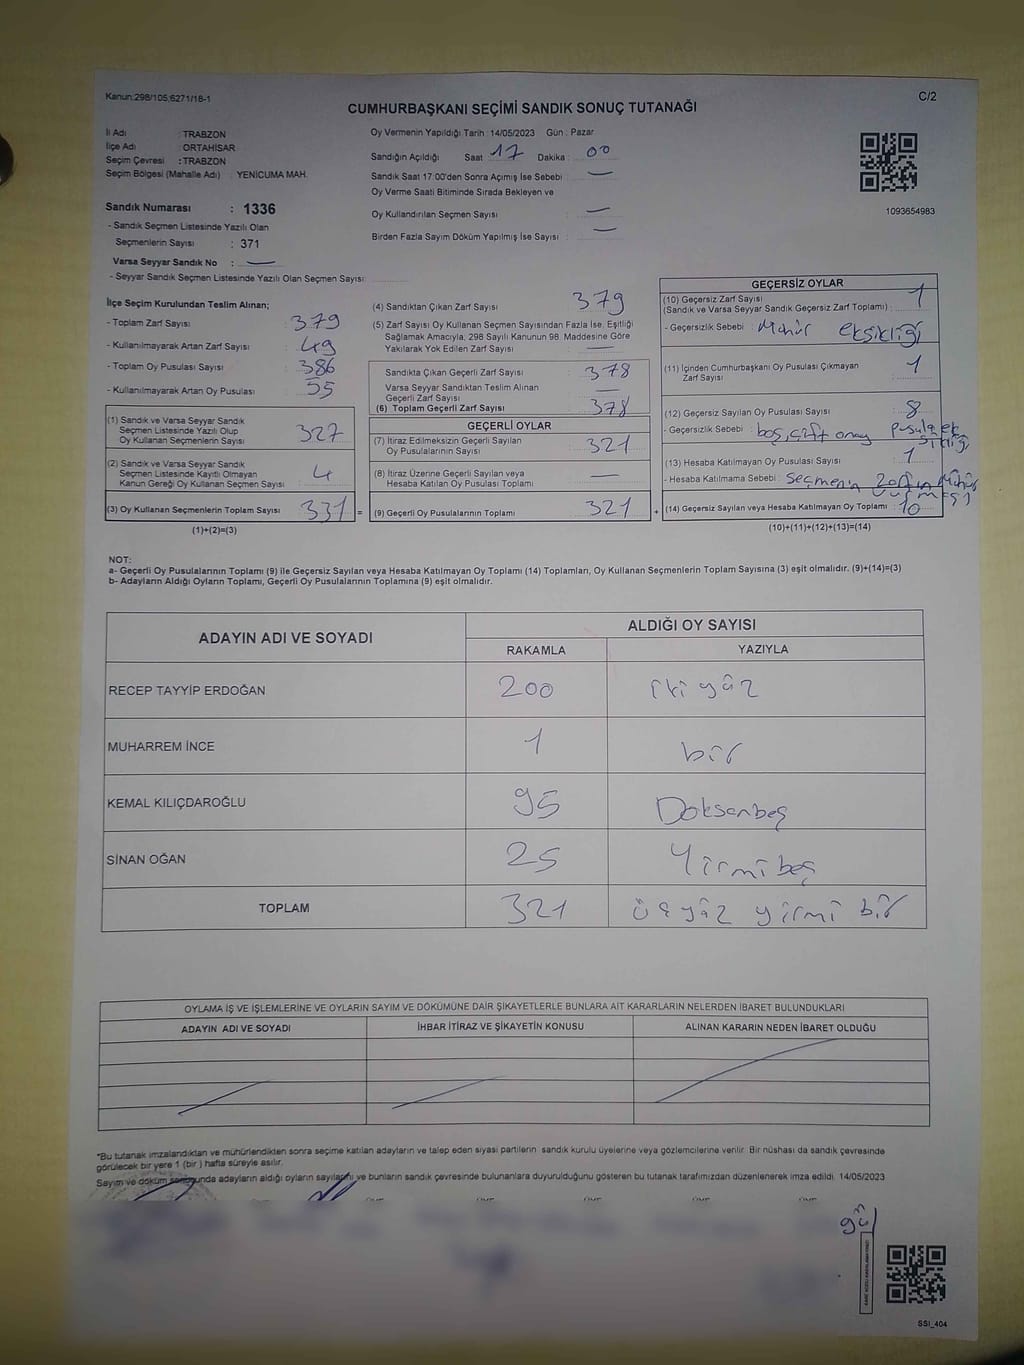 Kanun:298/105;6271/18-1
C/2
CUMHURBAŞKANI SEÇİMİ SANDIK SONUÇ TUTANAĞI
İl Adı : TRABZON
İlçe Adı : ORTAHİSAR
Seçim Çevresi : TRABZON
Seçim Bölgesi (Mahalle Adı) : YENİCUMA MAH.
Sandık Numarası : 1336
- Sandık Seçmen Listesinde Yazılı Olan
Seçmenlerin Sayısı : 371
Varsa Seyyar Sandık No : —
- Seyyar Sandık Seçmen Listesinde Yazılı Olan Seçmen Sayısı:
Oy Vermenin Yapıldığı Tarih : 14/05/2023 Gün : Pazar
Sandığın Açıldığı Saat : 17 Dakika : 00
Sandık Saat 17:00'den Sonra Açımış İse Sebebi : —
Oy Verme Saati Bitiminde Sırada Bekleyen ve
Oy Kullandırılan Seçmen Sayısı : —
Birden Fazla Sayım Döküm Yapılmış İse Sayısı : —
1093654983
İlçe Seçim Kurulundan Teslim Alınan;
- Toplam Zarf Sayısı : 379
- Kullanılmayarak Artan Zarf Sayısı : 49
- Toplam Oy Pusulası Sayısı : 386
- Kullanılmayarak Artan Oy Pusulası : 55
(1) Sandık ve Varsa Seyyar Sandık
Seçmen Listesinde Yazılı Olup
Oy Kullanan Seçmenlerin Sayısı : 327
(2) Sandık ve Varsa Seyyar Sandık
Seçmen Listesinde Kayıtlı Olmayan
Kanun Gereği Oy Kullanan Seçmen Sayısı : 4
(3) Oy Kullanan Seçmenlerin Toplam Sayısı : 331 =
(1)+(2)=(3)
(4) Sandıktan Çıkan Zarf Sayısı : 379
(5) Zarf Sayısı Oy Kullanan Seçmen Sayısından Fazla İse, Eşitliği
Sağlamak Amacıyla, 298 Sayılı Kanunun 98. Maddesine Göre
Yakılarak Yok Edilen Zarf Sayısı : —
Sandıkta Çıkan Geçerli Zarf Sayısı : 378
Varsa Seyyar Sandıktan Teslim Alınan
Geçerli Zarf Sayısı : —
(6) Toplam Geçerli Zarf Sayısı : 378
GEÇERLİ OYLAR
(7) İtiraz Edilmeksizin Geçerli Sayılan
Oy Pusulalarının Sayısı : 321
(8) İtiraz Üzerine Geçerli Sayılan veya
Hesaba Katılan Oy Pusulası Toplamı : —
(9) Geçerli Oy Pusulalarının Toplamı : 321 +
GEÇERSİZ OYLAR
(10) Geçersiz Zarf Sayısı
(Sandık ve Varsa Seyyar Sandık Geçersiz Zarf Toplamı) : 1
- Geçersizlik Sebebi : Mühür eksikliği
(11) İçinden Cumhurbaşkanı Oy Pusulası Çıkmayan
Zarf Sayısı : 1
(12) Geçersiz Sayılan Oy Pusulası Sayısı : 8
- Geçersizlik Sebebi : boş, çift onay pusula ek
sikliği
(13) Hesaba Katılmayan Oy Pusulası Sayısı : 1
- Hesaba Katılmama Sebebi : Seçmenin zarfın mühür
(14) Geçersiz Sayılan veya Hesaba Katılmayan Oy Toplamı : 10
(10)+(11)+(12)+(13)=(14)
NOT:
a- Geçerli Oy Pusulalarının Toplamı (9) ile Geçersiz Sayılan veya Hesaba Katılmayan Oy Toplamı (14) Toplamları, Oy Kullanan Seçmenlerin Toplam Sayısına (3) eşit olmalıdır. (9)+(14)=(3)
b- Adayların Aldığı Oyların Toplamı, Geçerli Oy Pusulalarının Toplamına (9) eşit olmalıdır.
ADAYIN ADI VE SOYADI ALDIĞI OY SAYISI
RAKAMLA YAZIYLA
RECEP TAYYİP ERDOĞAN 200 iki yüz
MUHARREM İNCE 1 bir
KEMAL KILIÇDAROĞLU 95 Doksanbeş
SİNAN OĞAN 25 Yirmibeş
TOPLAM 321 üçyüz yirmi bir
OYLAMA İŞ VE İŞLEMLERİNE VE OYLARIN SAYIM VE DÖKÜMÜNE DAİR ŞİKAYETLERLE BUNLARA AİT KARARLARIN NELERDEN İBARET BULUNDUKLARI
ADAYIN ADI VE SOYADI İHBAR İTİRAZ VE ŞİKAYETİN KONUSU ALINAN KARARIN NEDEN İBARET OLDUĞU
*Bu tutanak imzalandıktan ve mühürlendikten sonra seçime katılan adayların ve talep eden siyasi partilerin sandık kurulu üyelerine veya gözlemcilerine verilir. Bir nüshası da sandık çevresinde
görülecek bir yere 1 (bir) hafta süreyle asılır.
Sayım ve döküm sonunda adayların aldığı oyların sayılarını ve bunların sandık çevresinde bulunanlara duyurulduğunu gösteren bu tutanak tarafımızdan düzenlenerek imza edildi. 14/05/2023
SSI_404